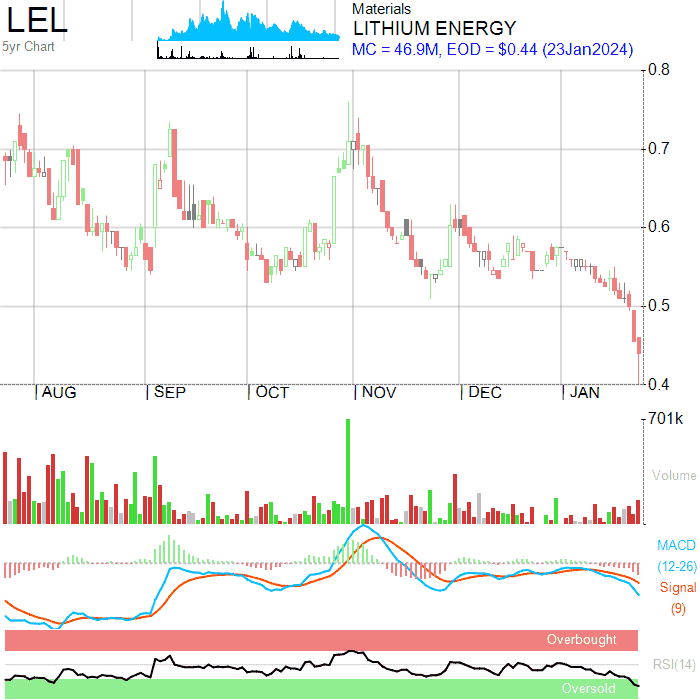 LEL
5yr Chart
Materials
LITHIUM ENERGY
MC = 46.9M, EOD = $0.44 (23Jan2024)
0.8
0.7
0.6
0.5
0.4
AUG SEP OCT NOV DEC JAN
701k
Volume
MACD
(12-26)
Signal
(9)
Overbought
RSI(14)
Oversold